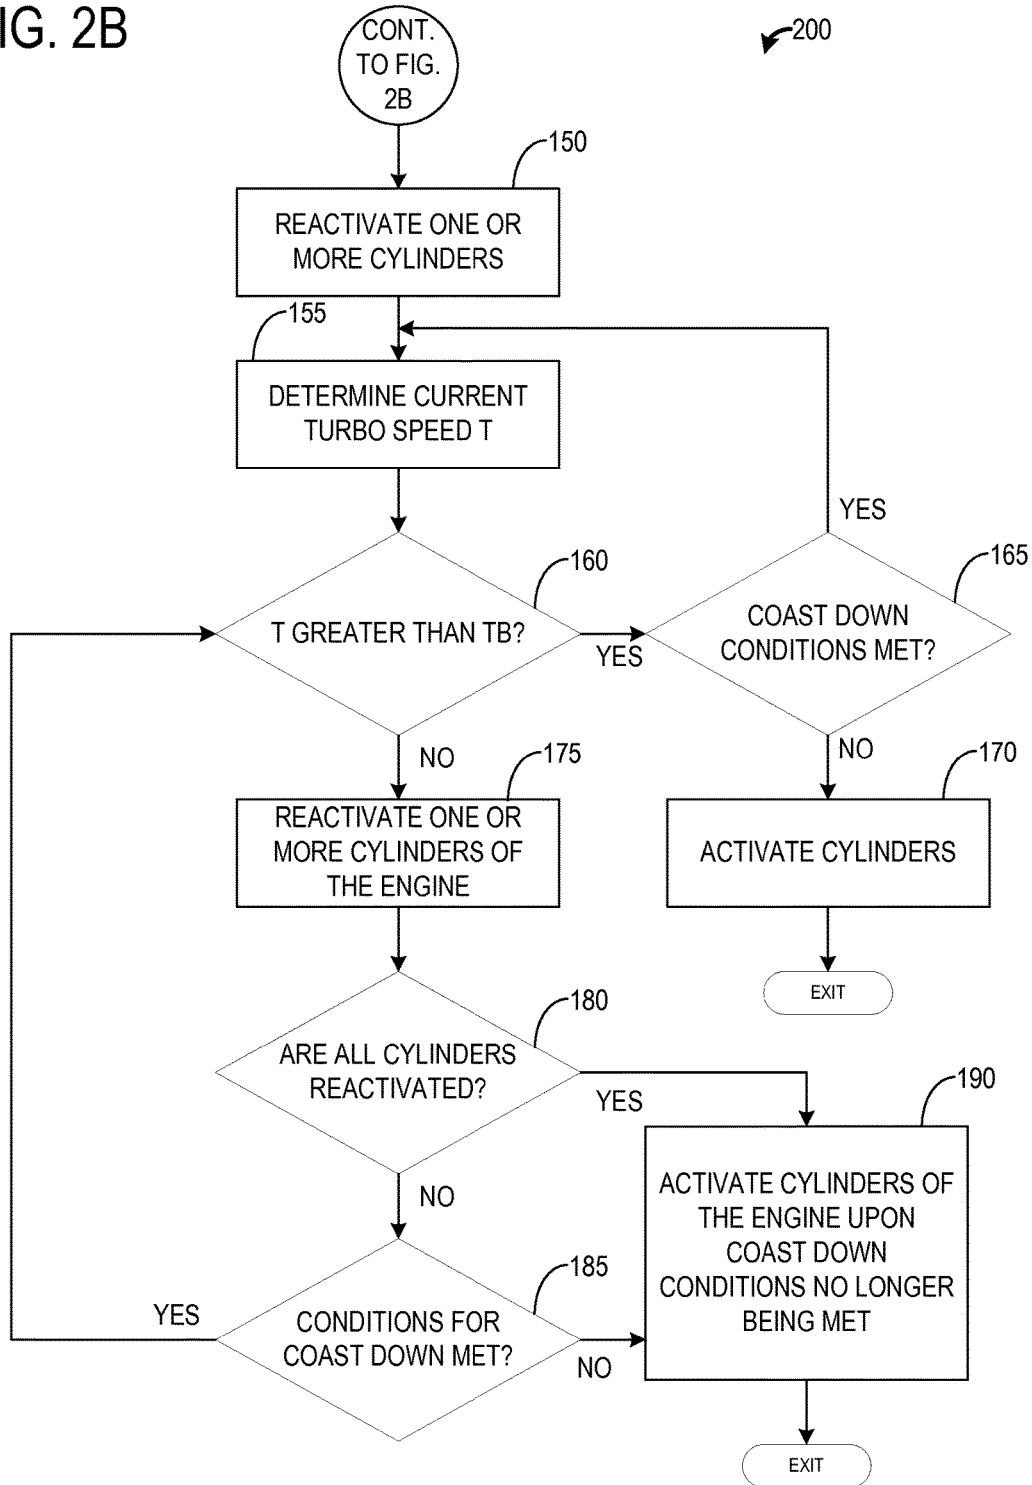 IG. 2B
200
CONT.
TO FIG.
2B
150
REACTIVATE ONE OR
MORE CYLINDERS
155
DETERMINE CURRENT
TURBO SPEED T
YES
160
165
T GREATER THAN TB?
YES
COAST DOWN
CONDITIONS MET?
NO
175
NO
170
REACTIVATE ONE OR
MORE CYLINDERS OF
THE ENGINE
ACTIVATE CYLINDERS
EXIT
180
ARE ALL CYLINDERS
REACTIVATED?
YES
190
NO
ACTIVATE CYLINDERS OF
THE ENGINE UPON
COAST DOWN
CONDITIONS NO LONGER
BEING MET
185
YES
CONDITIONS FOR
COAST DOWN MET?
NO
EXIT